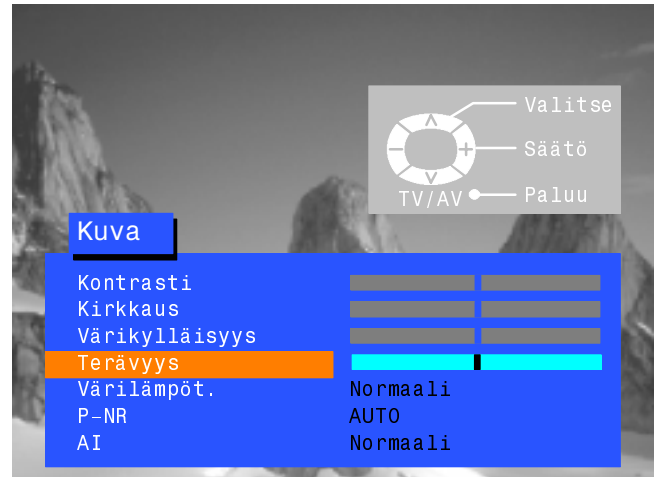 Valitse
Säätö
TV/AV Paluu
Kuva
Kontrasti
Kirkkaus
Värikylläisyys
Terävyys
Värilämpöt. Normaali
P-NR AUTO
AI Normaali